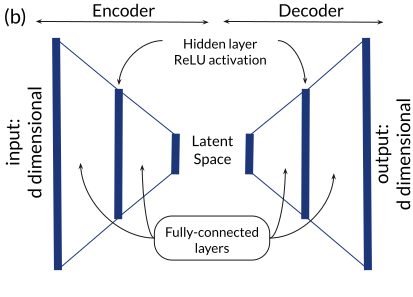 (b)
Encoder
Decoder
Hidden layer
ReLU activation
input:
d dimensional
Latent
Space
output:
d dimensional
Fully-connected
layers